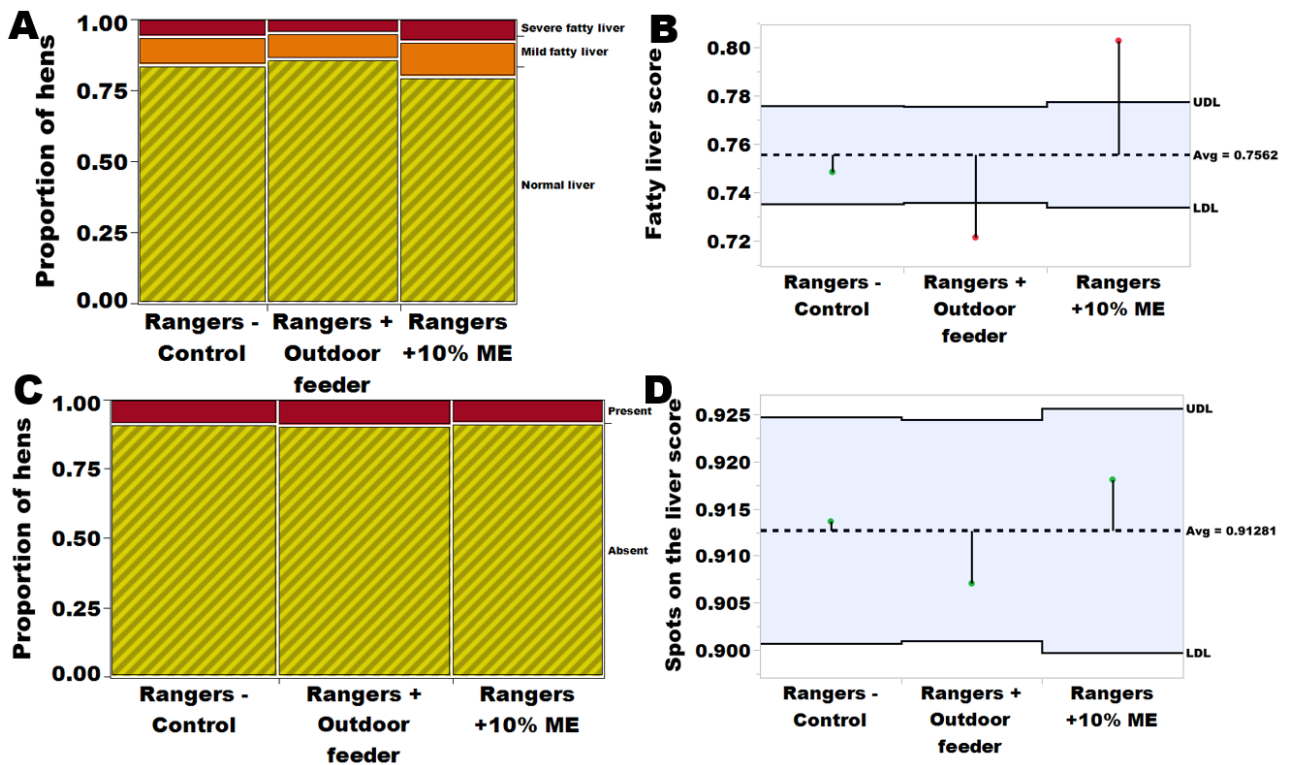 A
Proportion of hens
1.00
0.75
0.50
0.25
0.00
Severe fatty liver
Mild fatty liver
Normal liver
Rangers -
Control
Rangers +
Outdoor
feeder
Rangers
+10% ME
B
Fatty liver score
0.80
0.78
0.76
0.74
0.72
UDL
Avg = 0.7562
LDL
Rangers -
Control
Rangers +
Outdoor
feeder
Rangers
+10% ME
C
Proportion of hens
1.00
0.75
0.50
0.25
0.00
Present
Absent
Rangers -
Control
Rangers +
Outdoor
feeder
Rangers
+10% ME
D
Spots on the liver score
0.925
0.920
0.915
0.910
0.905
0.900
UDL
Avg = 0.91281
LDL
Rangers -
Control
Rangers +
Outdoor
feeder
Rangers
+10% ME